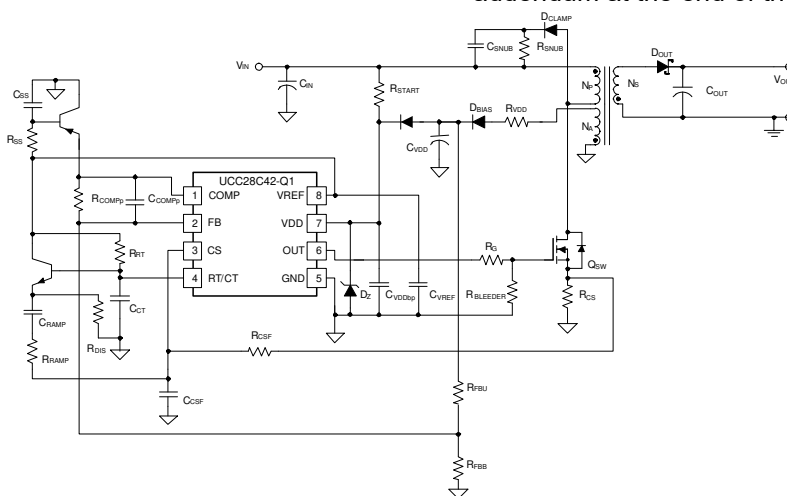 addendum at the end of th
DCLAMP
CSNUB
RSNUB
VIN
CIN
RSTART
NP
NS
DOUT
COUT
VOU
CSS
DBIAS
RVDD
NA
CVDD
RSS
UCC28C42-Q1
RCOMPp
CCOMPp
1 COMP VREF 8
2 FB VDD 7
3 CS OUT 6
4 RT/CT GND 5
RRT
RG
QSW
CCT
DZ
CVDDbp
CVREF
RBLEEDER
RCS
CRAMP
RDIS
RRAMP
RCSF
CCSF
RFBU
RFBB